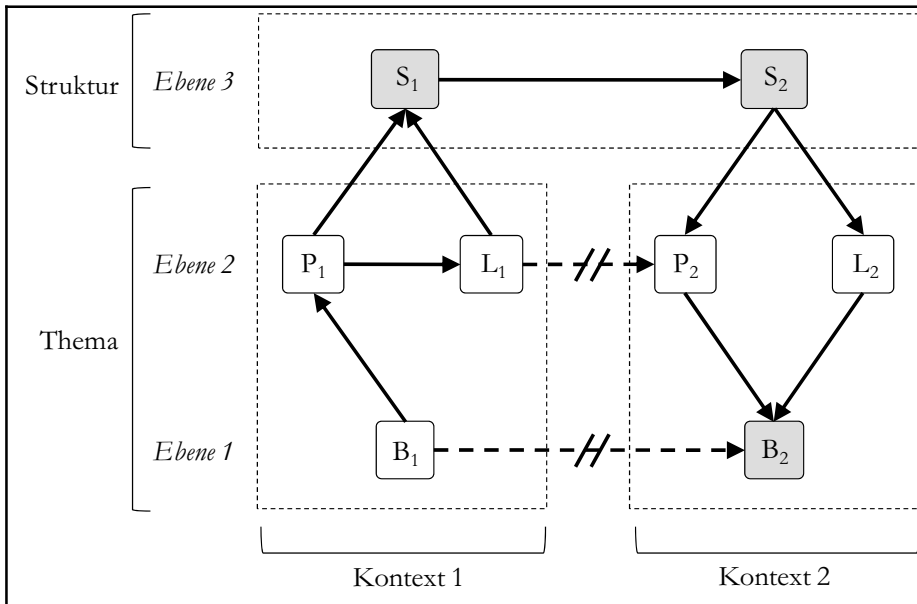 Struktur Ebene 3 S₁ S₂
Ebene 2 P₁ L₁ P₂ L₂
Thema
Ebene 1 B₁ B₂
Kontext 1 Kontext 2